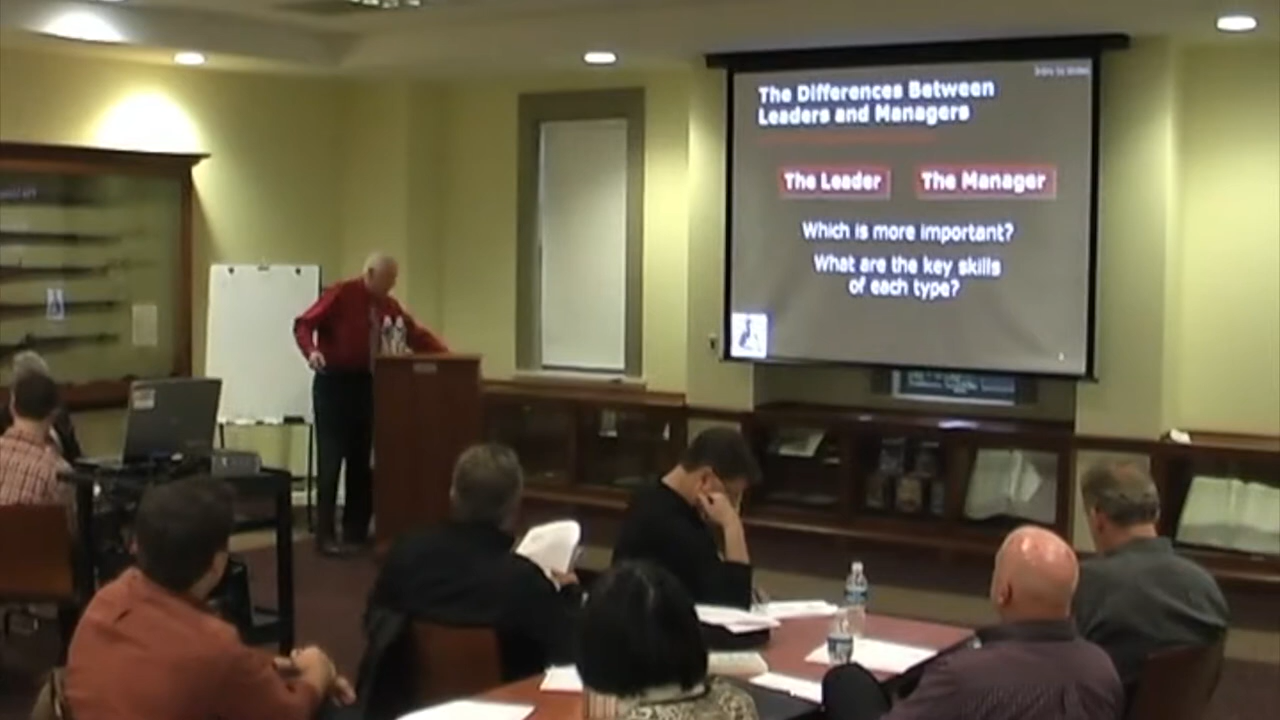 The Differences Between
Leaders and Managers
The Leader
The Manager
Which is more important?
What are the key skills
of each type?